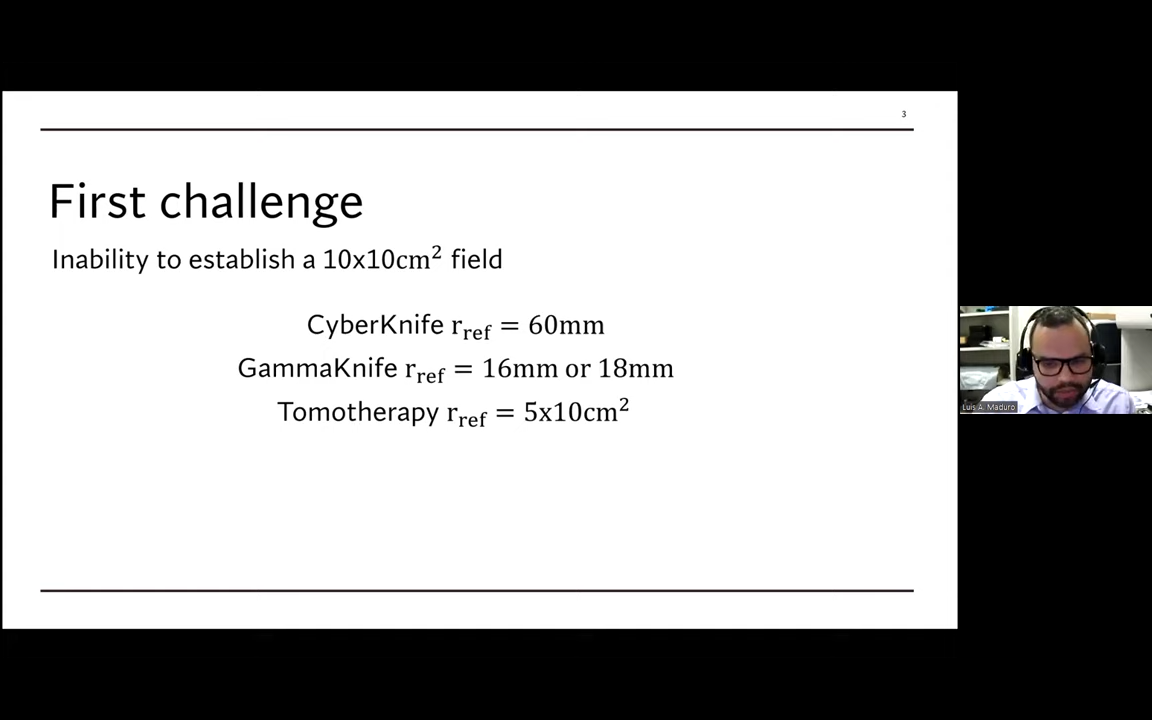 3
First challenge
Inability to establish a 10x10cm² field
CyberKnife r_ref = 60mm
GammaKnife r_ref = 16mm or 18mm
Tomotherapy r_ref = 5x10cm²
Luis A. Maduro